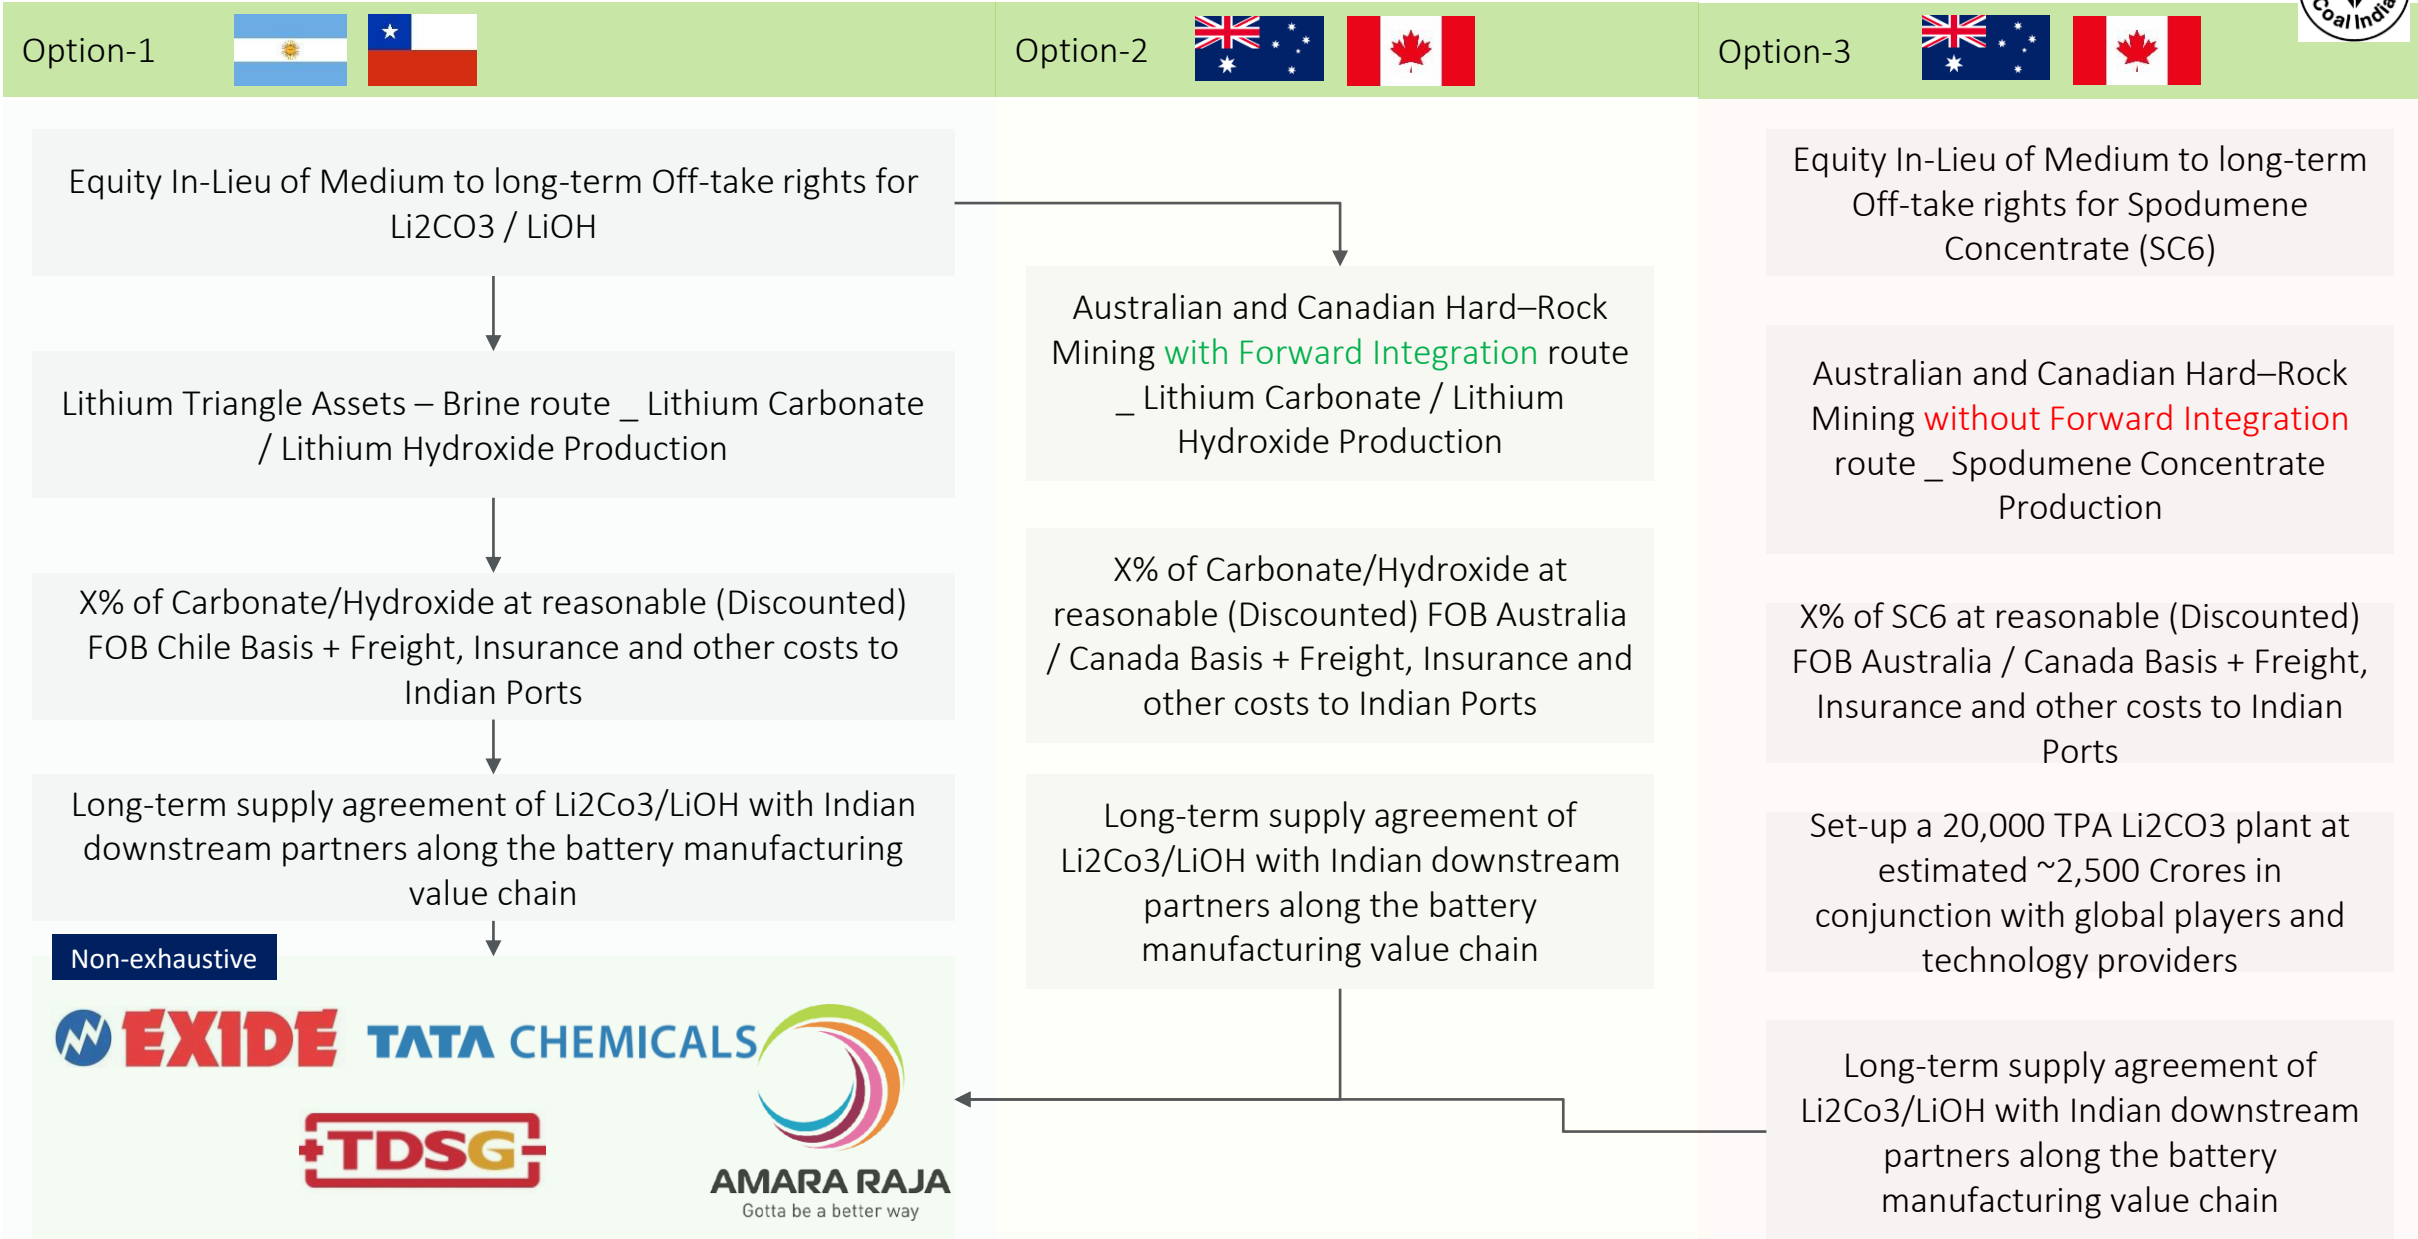 Option-1
Option-2
Option-3
Coal India
Equity In-Lieu of Medium to long-term Off-take rights for
Li2CO3 / LiOH
Lithium Triangle Assets – Brine route _ Lithium Carbonate
/ Lithium Hydroxide Production
X% of Carbonate/Hydroxide at reasonable (Discounted)
FOB Chile Basis + Freight, Insurance and other costs to
Indian Ports
Long-term supply agreement of Li2Co3/LiOH with Indian
downstream partners along the battery manufacturing
value chain
Non-exhaustive
EXIDE
TATA CHEMICALS
TDSG
AMARA RAJA
Gotta be a better way
Australian and Canadian Hard–Rock
Mining with Forward Integration route
_ Lithium Carbonate / Lithium
Hydroxide Production
X% of Carbonate/Hydroxide at
reasonable (Discounted) FOB Australia
/ Canada Basis + Freight, Insurance and
other costs to Indian Ports
Long-term supply agreement of
Li2Co3/LiOH with Indian downstream
partners along the battery
manufacturing value chain
Equity In-Lieu of Medium to long-term
Off-take rights for Spodumene
Concentrate (SC6)
Australian and Canadian Hard–Rock
Mining without Forward Integration
route _ Spodumene Concentrate
Production
X% of SC6 at reasonable (Discounted)
FOB Australia / Canada Basis + Freight,
Insurance and other costs to Indian
Ports
Set-up a 20,000 TPA Li2CO3 plant at
estimated ~2,500 Crores in
conjunction with global players and
technology providers
Long-term supply agreement of
Li2Co3/LiOH with Indian downstream
partners along the battery
manufacturing value chain